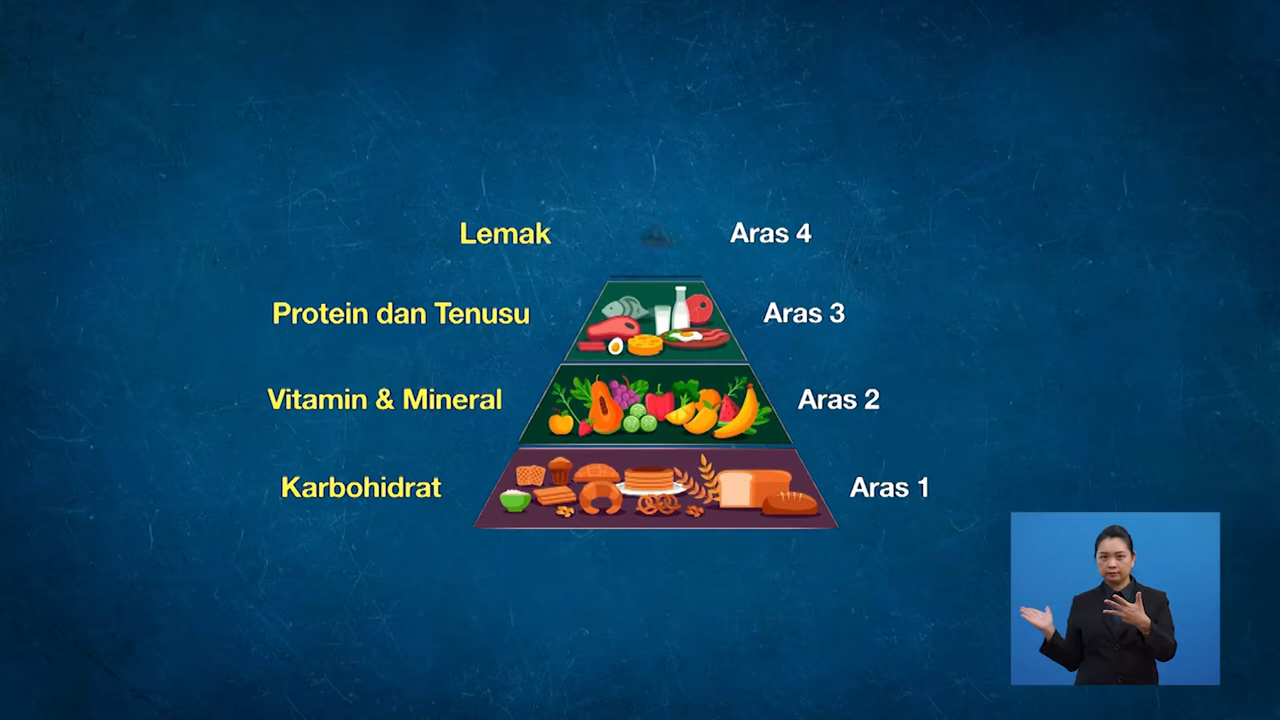 Lemak Aras 4
Protein dan Tenusu Aras 3
Vitamin & Mineral Aras 2
Karbohidrat Aras 1